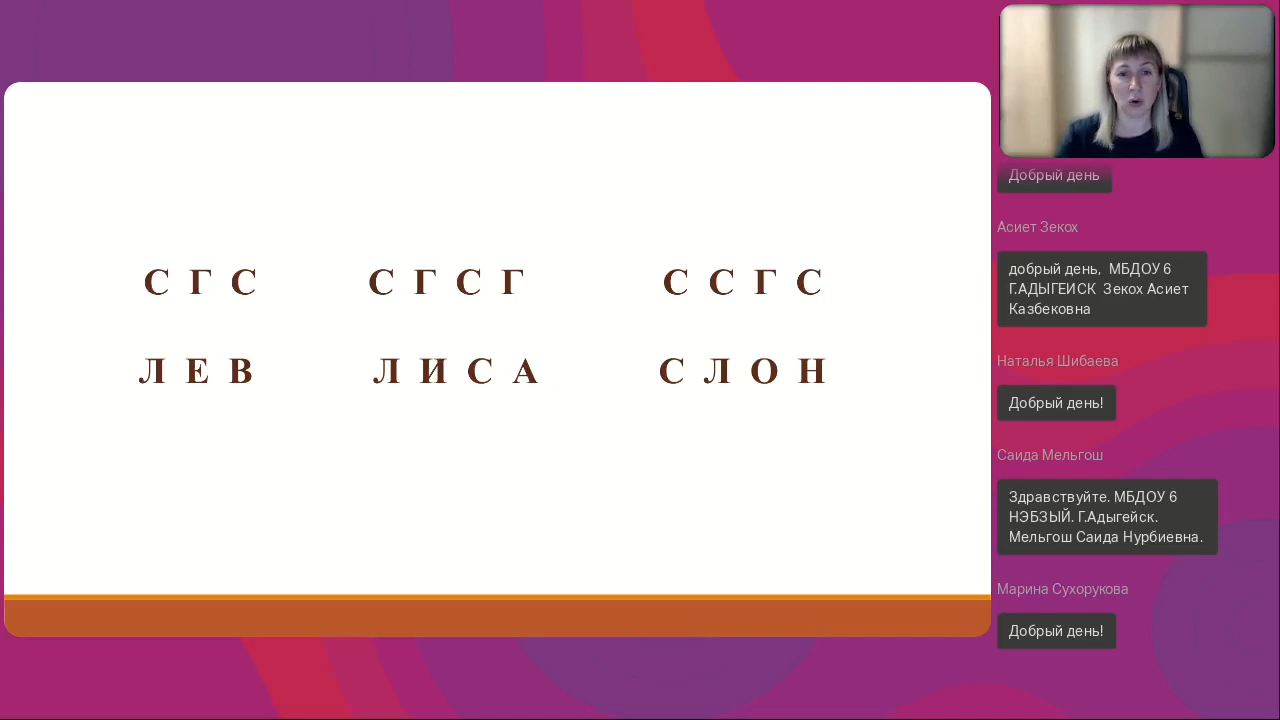 С Г С С Г С Г С С Г С
Л Е В Л И С А С Л О Н
Добрый день
Асиет Зекох
добрый день, МБДОУ 6
Г.АДЫГЕИСК Зекох Асиет
Казбековна
Наталья Шибаева
Добрый день!
Саида Мельгош
Здравствуйте. МБДОУ 6
НЭБЗЫЙ. Г.Адыгейск.
Мельгош Саида Нурбиевна.
Марина Сухорукова
Добрый день!